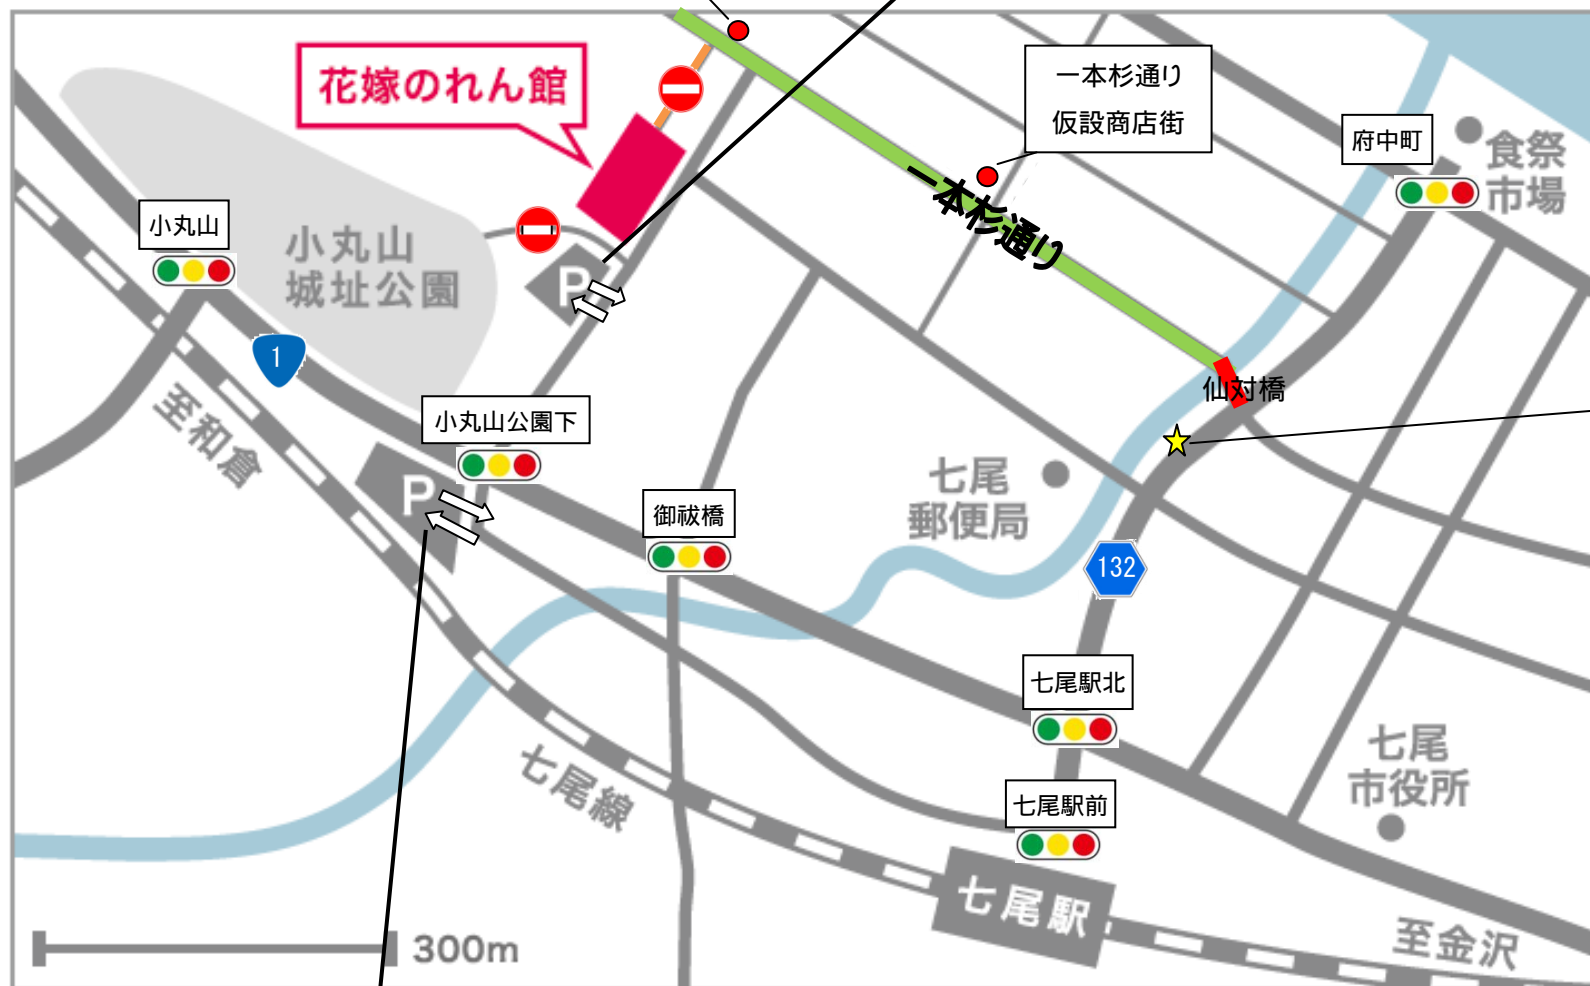 花嫁のれん館
一本杉通り
仮設商店街
府中町
食祭
市場
一本杉通り
小丸山
小丸山
城址公園
P
1
仙対橋
至和倉
小丸山公園下
P
御祓橋
七尾
郵便局
132
七尾駅北
七尾線
七尾駅前
七尾
市役所
七尾駅
至金沢
300m